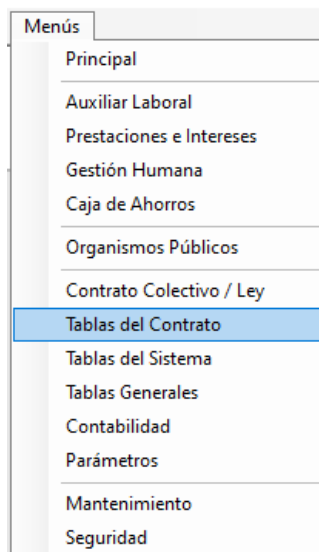 Menús
Principal
Auxiliar Laboral
Prestaciones e Intereses
Gestión Humana
Caja de Ahorros
Organismos Públicos
Contrato Colectivo / Ley
Tablas del Contrato
Tablas del Sistema
Tablas Generales
Contabilidad
Parámetros
Mantenimiento
Seguridad